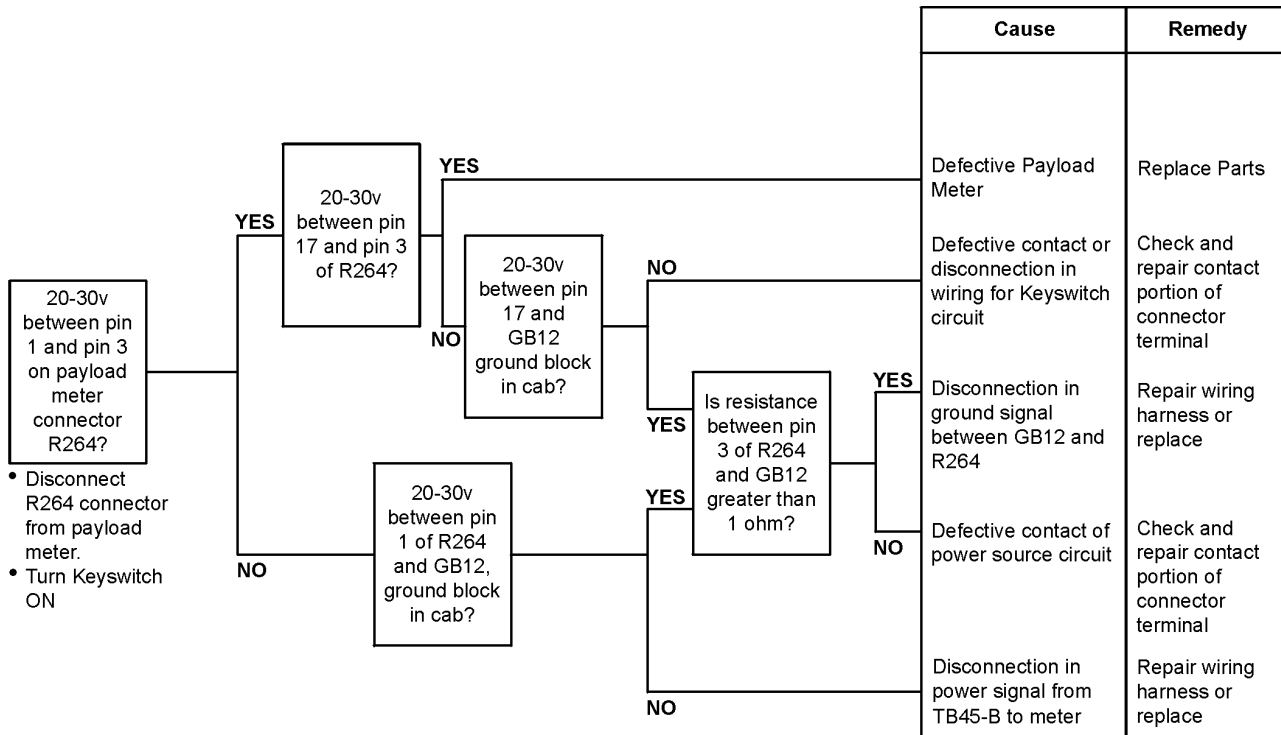 Cause
Remedy
20-30v
between pin
1 and pin 3
on payload
meter
connector
R264?
• Disconnect
R264 connector
from payload
meter.
• Turn Keyswitch
ON
YES
NO
20-30v
between pin
17 and pin 3
of R264?
YES
NO
20-30v
between pin
17 and
GB12
ground block
in cab?
NO
YES
20-30v
between pin
1 of R264
and GB12,
ground block
in cab?
YES
NO
Is resistance
between pin
3 of R264
and GB12
greater than
1 ohm?
YES
NO
Defective Payload
Meter
Replace Parts
Defective contact or
disconnection in
wiring for Keyswitch
circuit
Check and
repair contact
portion of
connector
terminal
Disconnection in
ground signal
between GB12 and
R264
Repair wiring
harness or
replace
Defective contact of
power source circuit
Check and
repair contact
portion of
connector
terminal
Disconnection in
power signal from
TB45-B to meter
Repair wiring
harness or
replace